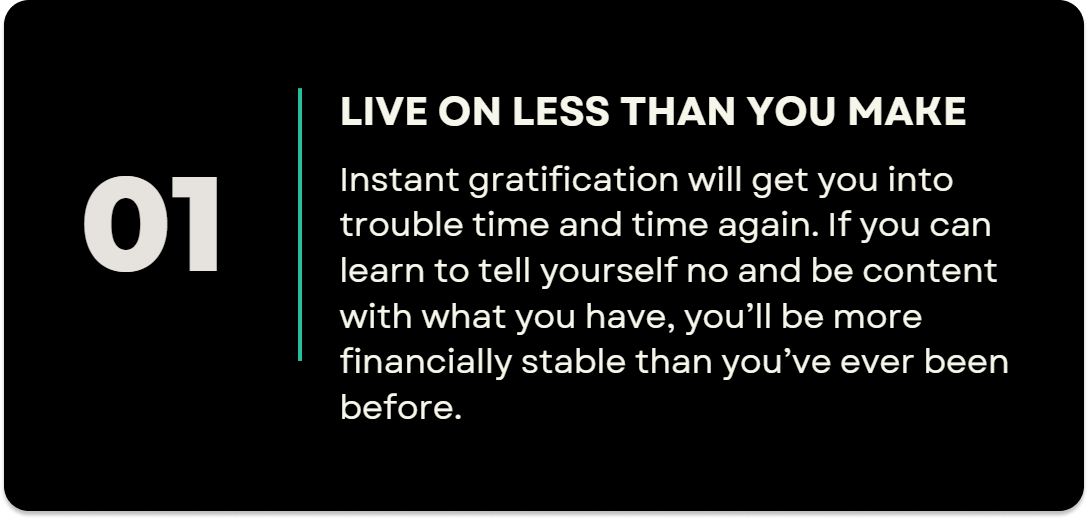 01
LIVE ON LESS THAN YOU MAKE
Instant gratification will get you into
trouble time and time again. If you can
learn to tell yourself no and be content
with what you have, you’ll be more
financially stable than you’ve ever been
before.